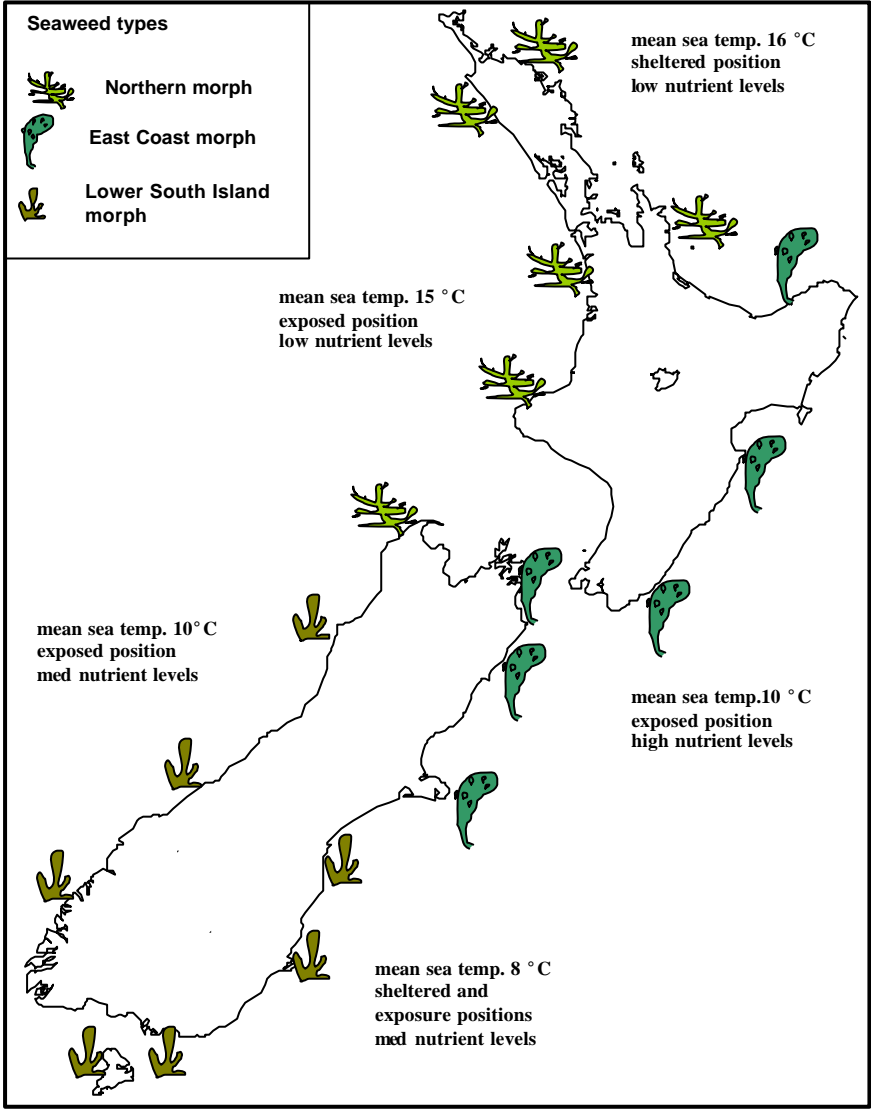 Seaweed types
Northern morph
East Coast morph
Lower South Island
morph
mean sea temp. 16 °C
sheltered position
low nutrient levels
mean sea temp. 15 °C
exposed position
low nutrient levels
mean sea temp. 10°C
exposed position
med nutrient levels
mean sea temp.10 °C
exposed position
high nutrient levels
mean sea temp. 8 °C
sheltered and
exposure positions
med nutrient levels